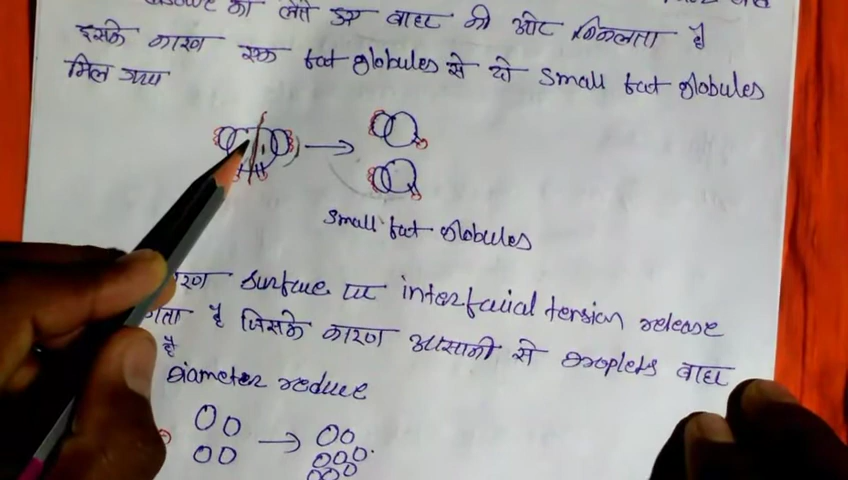 को लेते हुए बाहर की ओर निकलता है
इसके कारण एक fat globules से दो small fat globules
मिल गया
small fat globules
surface या interfacial tension release
है जिसके कारण आसानी से droplets बाहर
है
Diameter reduce